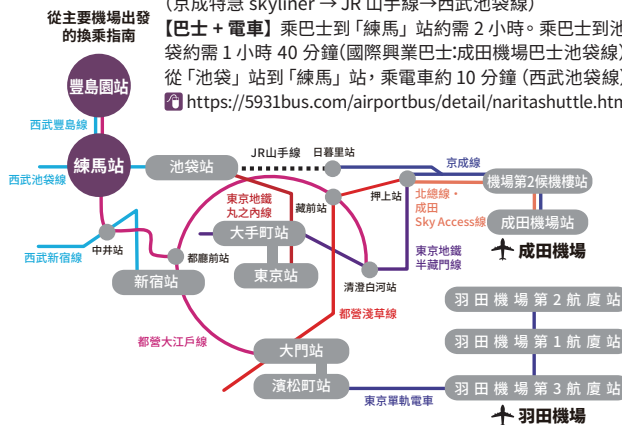 從主要機場出發
的換乘指南
(京成特急 skyliner → JR 山手線→西武池袋線)
【巴士 + 電車】 乘巴士到「練馬」站約需 2 小時。乘巴士到池
袋約需 1 小時 40 分鐘(國際興業巴士:成田機場巴士池袋線)
從「池袋」站到「練馬」站，乘電車約 10 分鐘 (西武池袋線)
https://5931bus.com/airportbus/detail/naritashuttle.htm
豐島園站
西武豐島線
練馬站
西武池袋線
池袋站
JR山手線
日暮里站
京成線
機場第2候機樓站
押上站
北總線・
成田
Sky Access線
成田機場站
成田機場
東京地鐵
丸之內線
藏前站
大手町站
東京站
東京地鐵
半藏門線
清澄白河站
中井站
西武新宿線
都廳前站
新宿站
都營淺草線
都營大江戶線
大門站
濱松町站
東京單軌電車
羽田機場第2航廈站
羽田機場第1航廈站
羽田機場第3航廈站
羽田機場